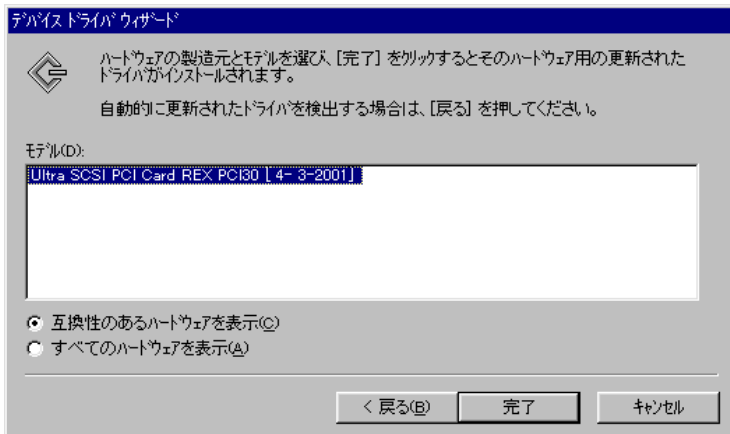 デバイス ドライバ ウィザード
ハードウェアの製造元とモデルを選び、[完了] をクリックするとそのハードウェア用の更新された
ドライバがインストールされます。
自動的に更新されたドライバを検出する場合は、[戻る] を押してください。
モデル(D):
Ultra SCSI PCI Card REX PCI30 [ 4- 3-2001]
互換性のあるハードウェアを表示(C)
すべてのハードウェアを表示(A)
< 戻る(B) 完了 キャンセル